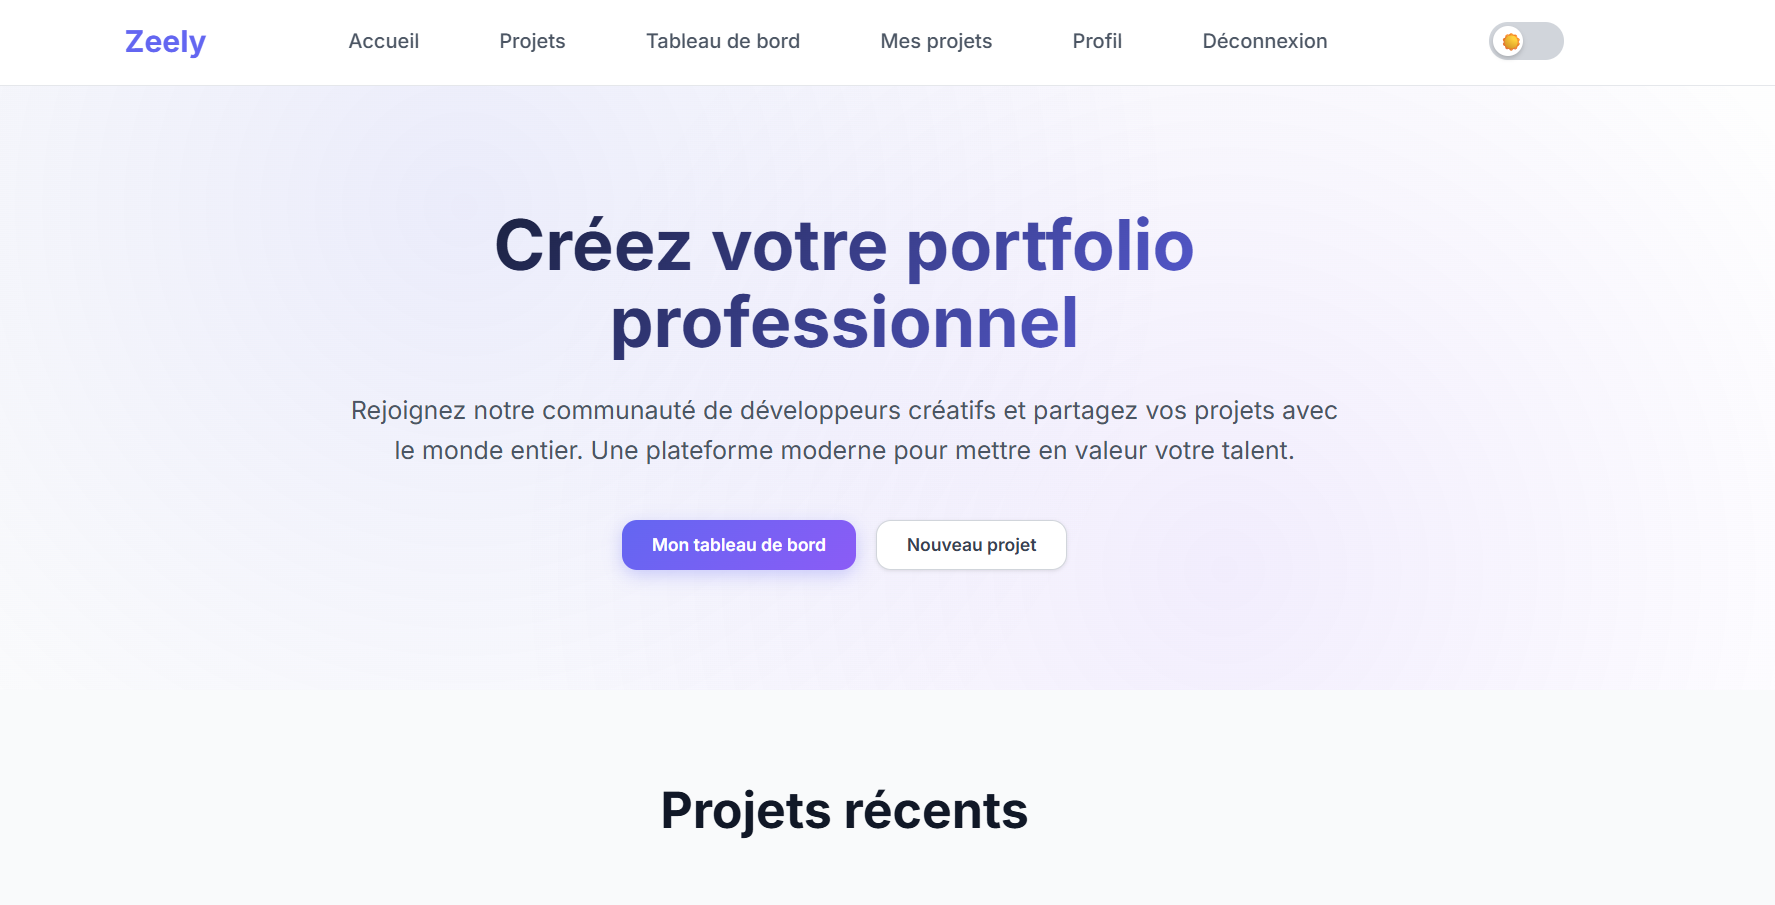 Zeely
Accueil
Projets
Tableau de bord
Mes projets
Profil
Déconnexion
Créez votre portfolio
professionnel
Rejoignez notre communauté de développeurs créatifs et partagez vos projets avec
le monde entier. Une plateforme moderne pour mettre en valeur votre talent.
Mon tableau de bord
Nouveau projet
Projets récents